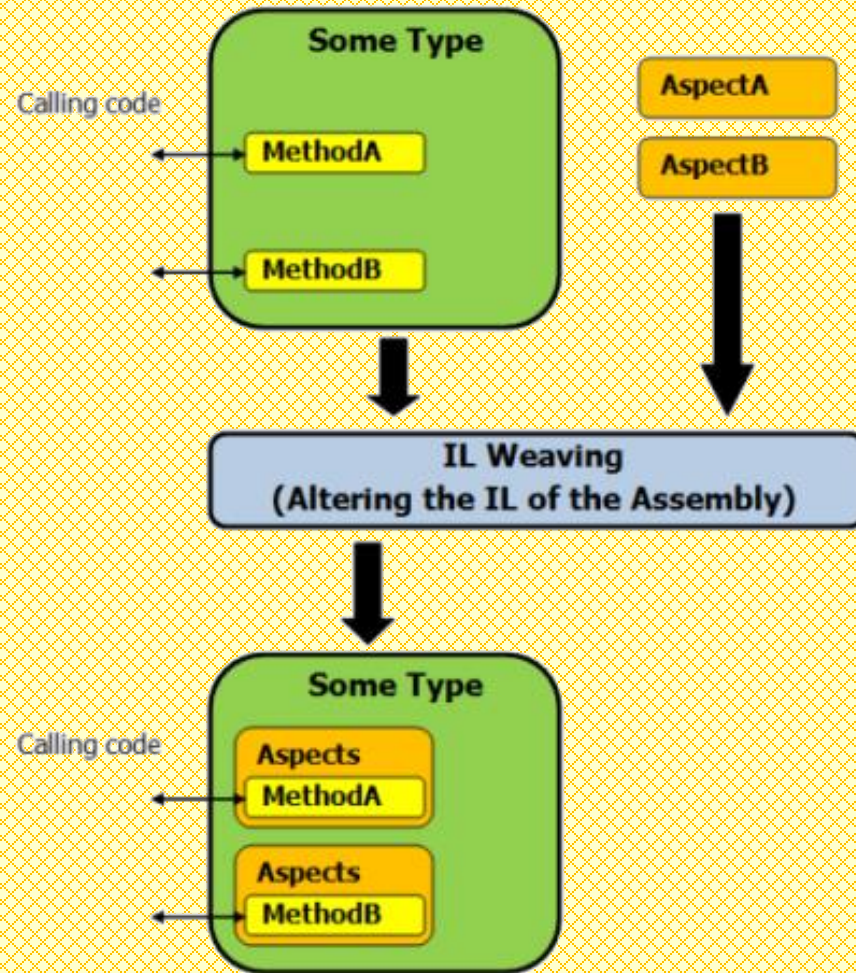 Some Type
AspectA
Calling code
MethodA
AspectB
MethodB
IL Weaving
(Altering the IL of the Assembly)
Some Type
Calling code
Aspects
MethodA
Aspects
MethodB